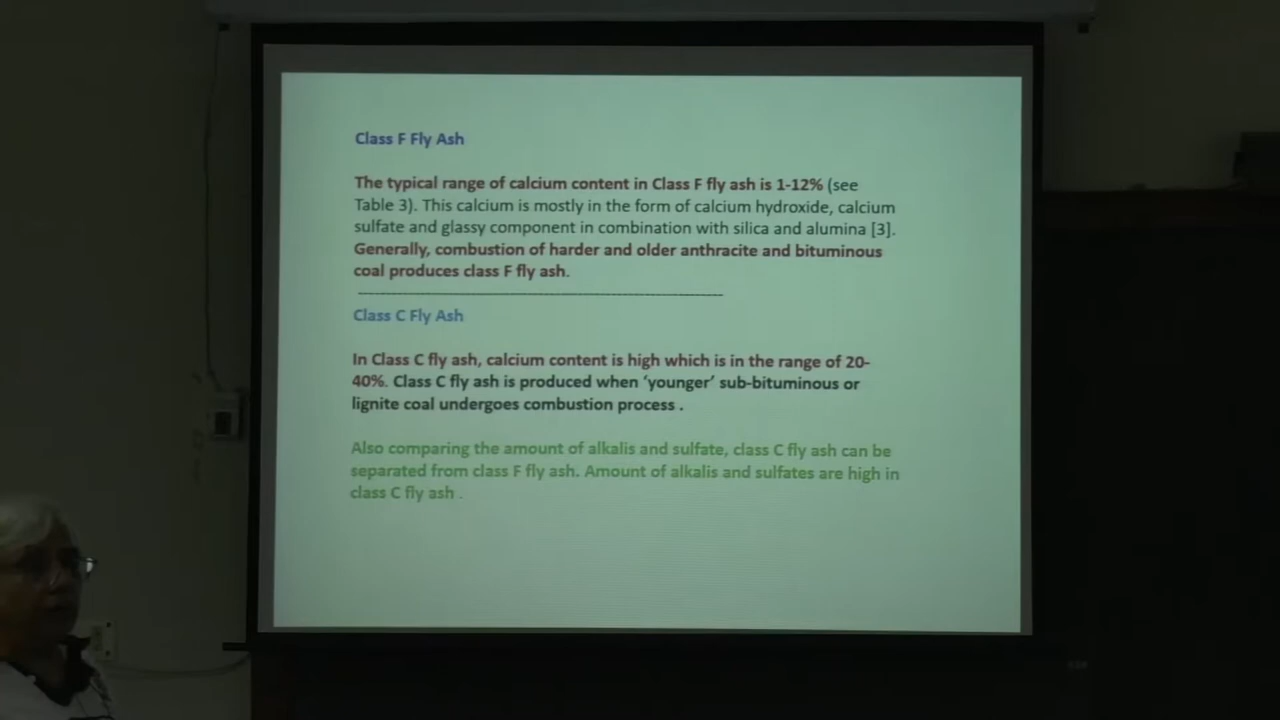 Class F Fly Ash
The typical range of calcium content in Class F fly ash is 1-12% (see
Table 3). This calcium is mostly in the form of calcium hydroxide, calcium
sulfate and glassy component in combination with silica and alumina [3].
Generally, combustion of harder and older anthracite and bituminous
coal produces class F fly ash.
Class C Fly Ash
In Class C fly ash, calcium content is high which is in the range of 20-
40%. Class C fly ash is produced when ‘younger’ sub-bituminous or
lignite coal undergoes combustion process .
Also comparing the amount of alkalis and sulfate, class C fly ash can be
separated from class F fly ash. Amount of alkalis and sulfates are high in
class C fly ash .